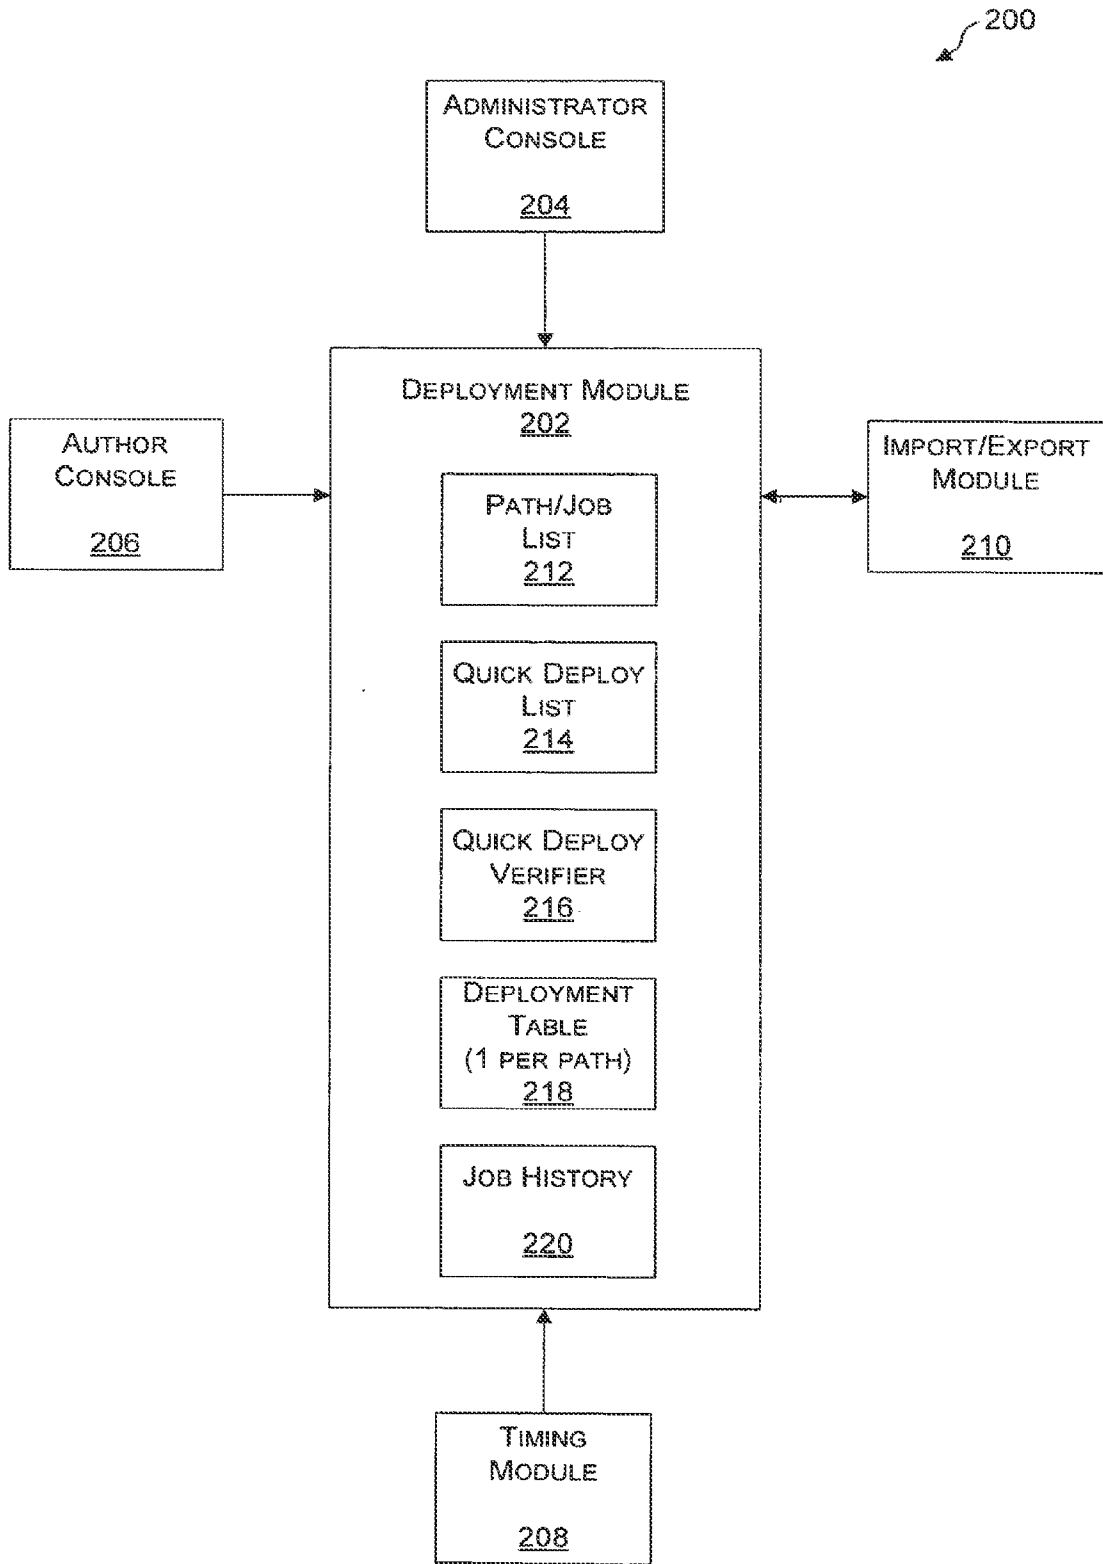 200
ADMINISTRATOR
CONSOLE
204
DEPLOYMENT MODULE
202
AUTHOR
CONSOLE
206
IMPORT/EXPORT
MODULE
210
PATH/JOB
LIST
212
QUICK DEPLOY
LIST
214
QUICK DEPLOY
VERIFIER
216
DEPLOYMENT
TABLE
(1 PER PATH)
218
JOB HISTORY
220
TIMING
MODULE
208